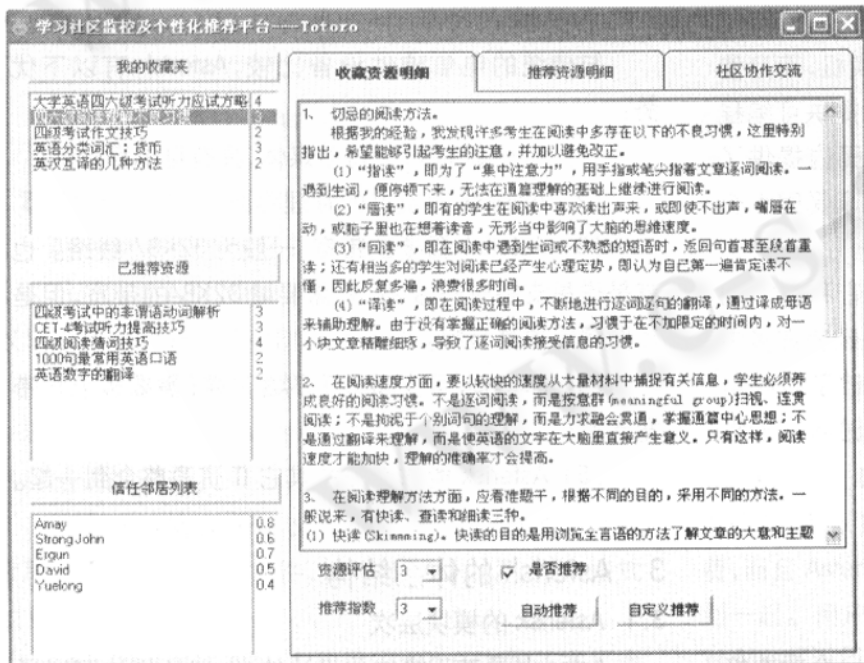 学习社区监控及个性化推荐平台---Totoro
我的收藏夹
大学英语四六级考试听力应试方略 4
四六级阅读理解不良习惯 3
四级考试作文技巧 2
英语分类词汇：货币 3
英汉互译的几种方法 2
已推荐资源
四级考试中的非谓语动词解析 3
CET-4考试听力提高技巧 3
四级阅读猜词技巧 4
1000句最常用英语口语 2
英语数字的翻译 2
信任邻居列表
Amay 0.8
Strong John 0.6
Ergun 0.7
David 0.5
Yuelong 0.4
收藏资源明细
推荐资源明细
社区协作交流
1、 切忌的阅读方法。
根据我的经验，我发现许多考生在阅读中多存在以下的不良习惯，这里特别
指出，希望能够引起考生的注意，并加以避免改正。
(1)“指读”，即为了“集中注意力”，用手指或笔尖指着文章逐词阅读。一
遇到生词，便停顿下来，无法在通篇理解的基础上继续进行阅读。
(2)“唇读”，即有的学生在阅读中喜欢读出声来，或即使不出声，嘴唇在
动，或脑子里也在想着读音，无形当中影响了大脑的思维速度。
(3)“回读”，即在阅读中遇到生词或不熟悉的短语时，返回句首甚至段首重
读；还有相当多的学生对阅读已经产生心理定势，即认为自己第一遍肯定读不
懂，因此反复多遍，浪费很多时间。
(4)“译读”，即在阅读过程中，不断地进行逐词逐句的翻译，通过译成母语
来辅助理解。由于没有掌握正确的阅读方法，习惯于在不加限定的时间内，对一
小块文章精雕细琢，导致了逐词阅读接受信息的习惯。
2、 在阅读速度方面，要以较快的速度从大量材料中捕捉有关信息，学生必须养
成良好的阅读习惯。不是逐词阅读，而是按意群(meaningful group)扫视、连贯
阅读；不是拘泥于个别词句的理解，而是力求融会贯通，掌握通篇中心思想；不
是通过翻译来理解，而是使英语的文字在大脑里直接产生意义。只有这样，阅读
速度才能加快，理解的准确率才会提高。
3、 在阅读理解方法方面，应看准题干，根据不同的目的，采用不同的方法。一
般说来，有快读、查读和细读三种。
(1) 快读(Skimming)。快读的目的是用浏览全言语的方法了解文章的大意和主题
资源评估 3
是否推荐
推荐指数 3
自动推荐
自定义推荐